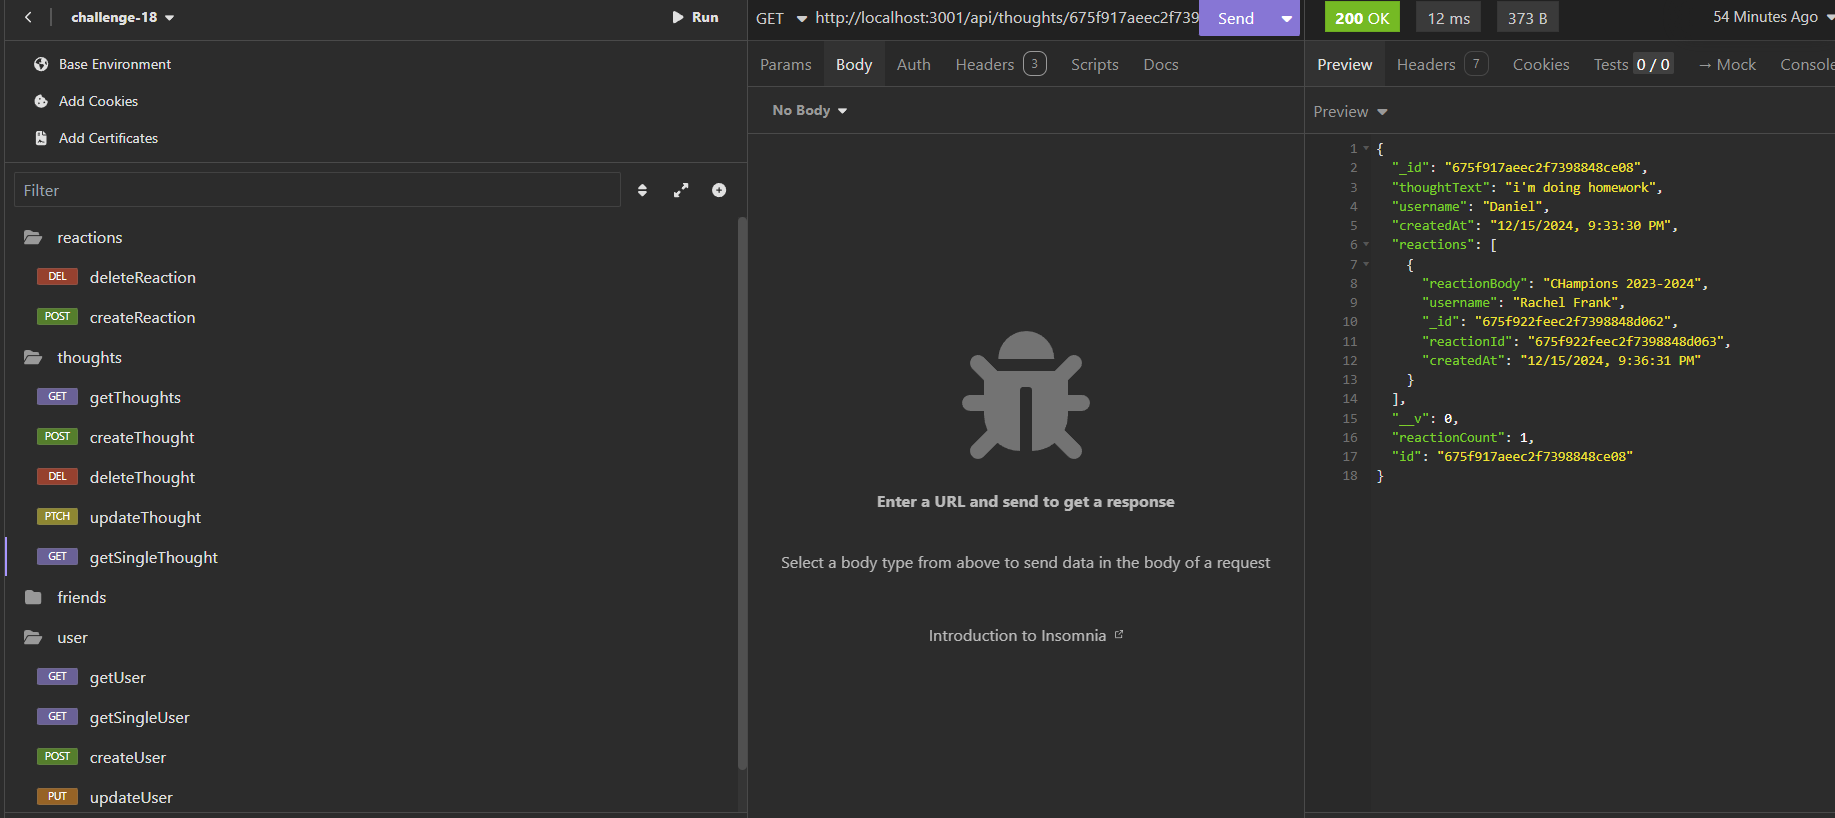 challenge-18
Run
Base Environment
Add Cookies
Add Certificates
Filter
reactions
DEL deleteReaction
POST createReaction
thoughts
GET getThoughts
POST createThought
DEL deleteThought
PTCH updateThought
GET getSingleThought
friends
user
GET getUser
GET getSingleUser
POST createUser
PUT updateUser
GET http://localhost:3001/api/thoughts/675f917aeec2f739 Send
Params Body Auth Headers 3 Scripts Docs
No Body
Enter a URL and send to get a response
Select a body type from above to send data in the body of a request
Introduction to Insomnia
200 OK 12 ms 373 B 54 Minutes Ago
Preview Headers 7 Cookies Tests 0 / 0 → Mock Console
Preview
1 {
2 "_id": "675f917aeec2f7398848ce08",
3 "thoughtText": "i'm doing homework",
4 "username": "Daniel",
5 "createdAt": "12/15/2024, 9:33:30 PM",
6 "reactions": [
7 {
8 "reactionBody": "CHampions 2023-2024",
9 "username": "Rachel Frank",
10 "_id": "675f922feec2f7398848d062",
11 "reactionId": "675f922feec2f7398848d063",
12 "createdAt": "12/15/2024, 9:36:31 PM"
13 }
14 ],
15 "__v": 0,
16 "reactionCount": 1,
17 "id": "675f917aeec2f7398848ce08"
18 }